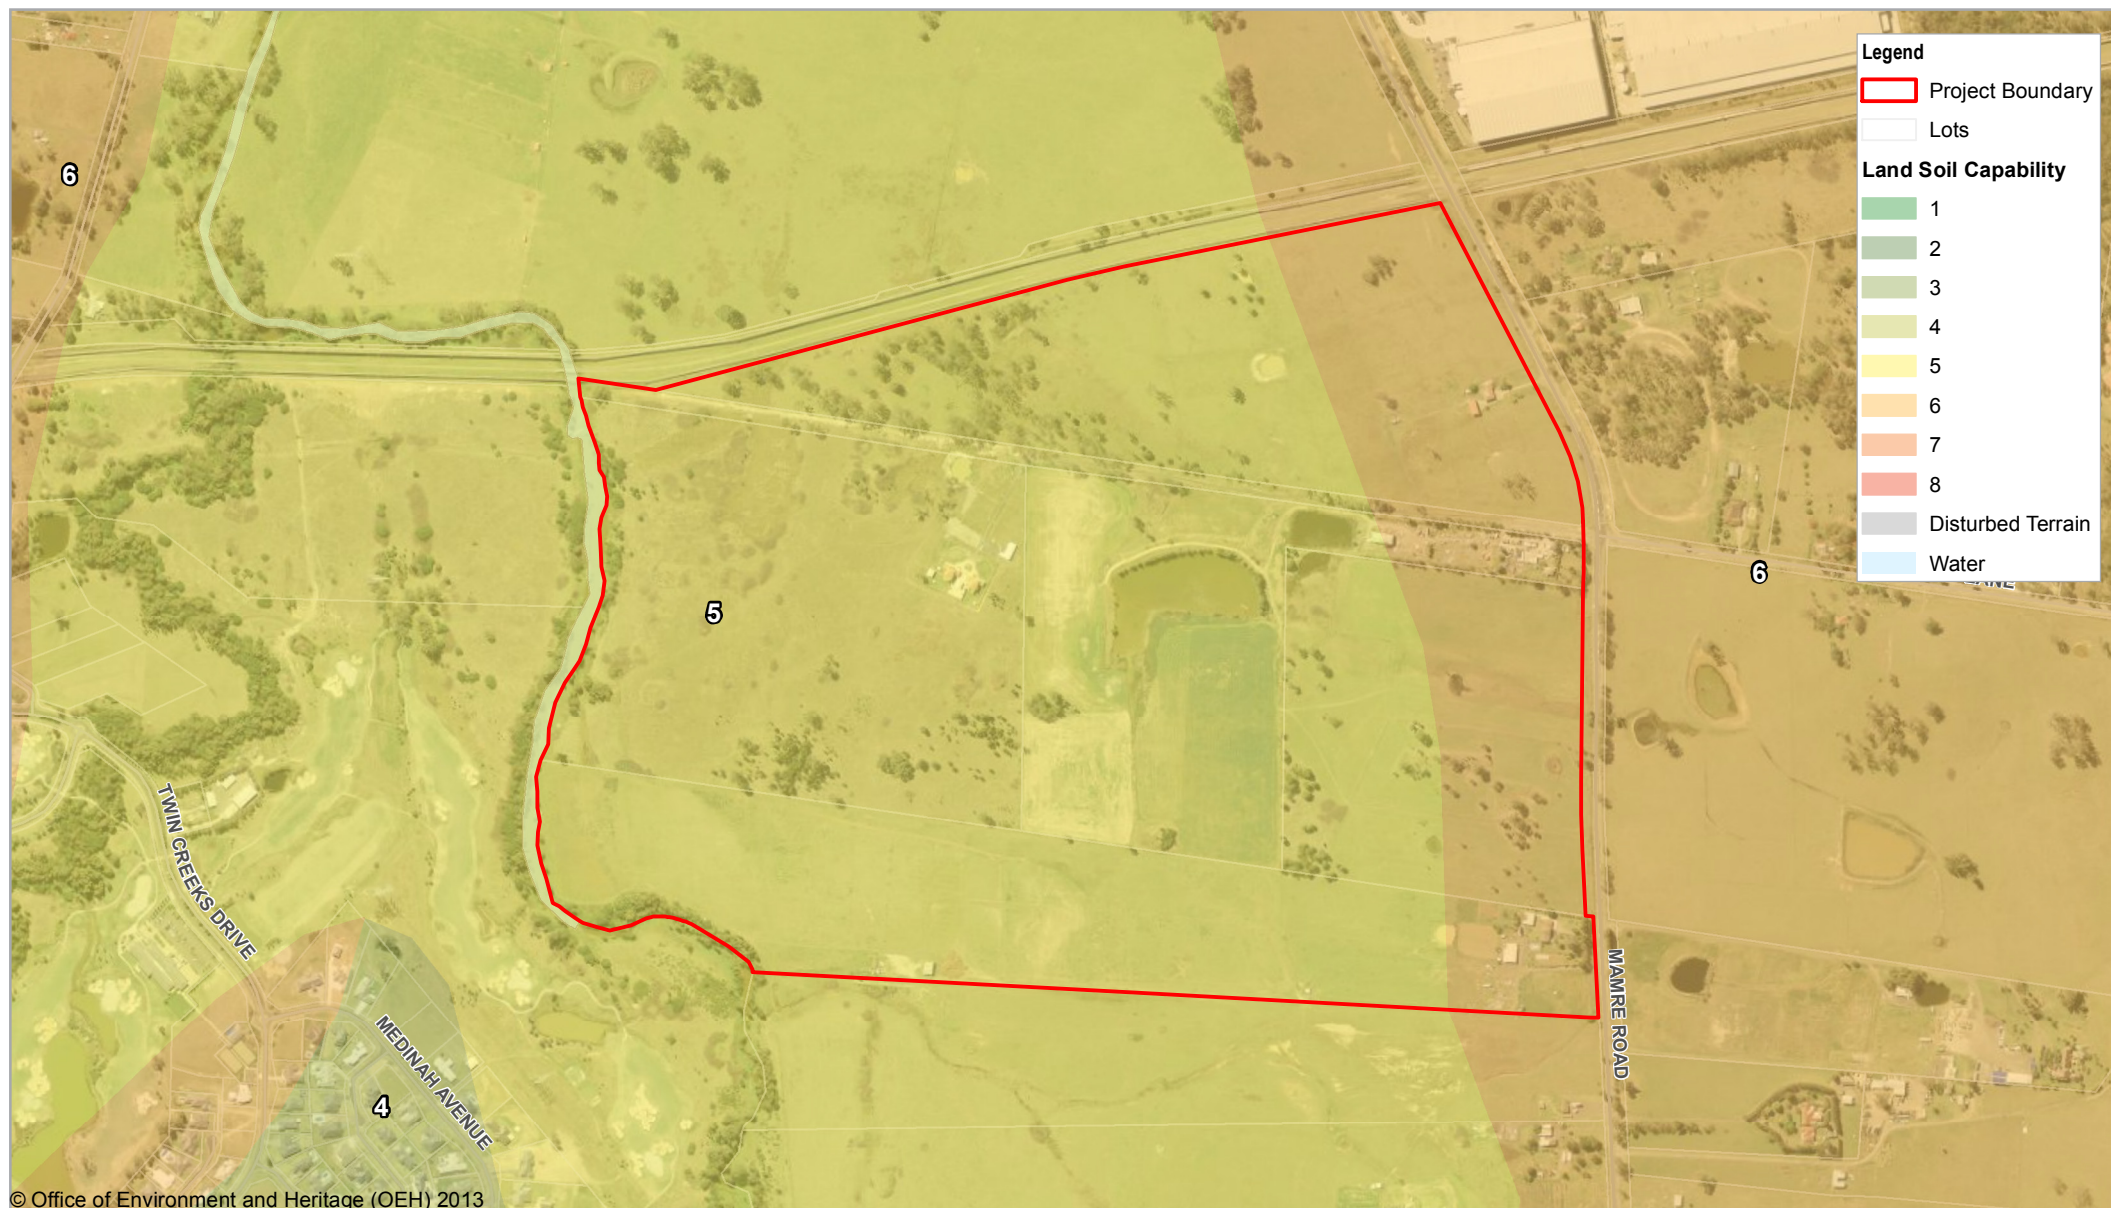 Legend
Project Boundary
Lots
Land Soil Capability
1
2
3
4
5
6
7
8
Disturbed Terrain
Water
6
5
6
LANE
TWIN CREEKS DRIVE
MEDINAH AVENUE
4
MAMRE ROAD
© Office of Environment and Heritage (OEH) 2013